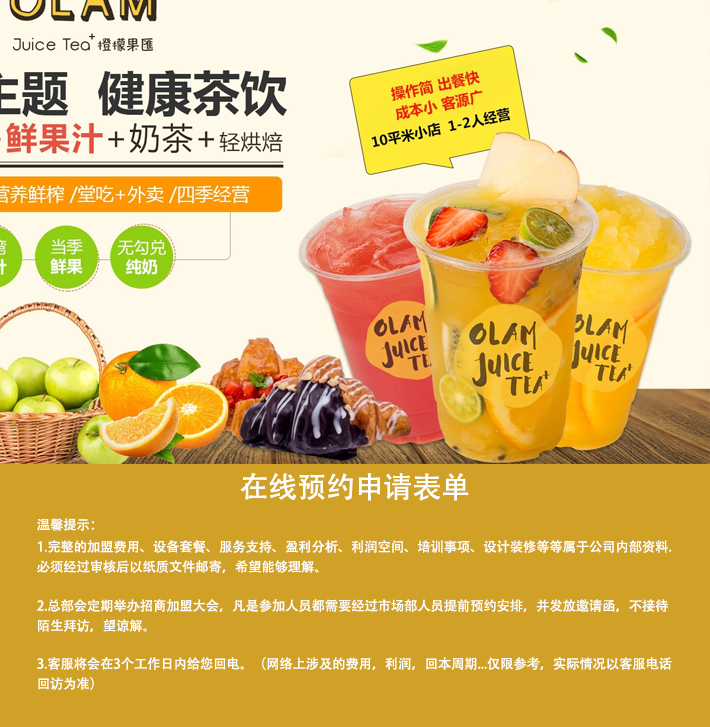 OLAM
Juice Tea+橙檬果匯
主题 健康茶饮
鲜果汁+奶茶+轻烘焙
营养鲜榨 /堂吃+外卖 /四季经营
当季
鲜果
无勾兑
纯奶
操作简 出餐快
成本小 客源广
10平米小店 1-2人经营
OLAM
JUICE
TEA+
OLAM
JUICE
TEA+
OLAM
JUICE
TEA+
在线预约申请表单
温馨提示：
1.完整的加盟费用、设备套餐、服务支持、盈利分析、利润空间、培训事项、设计装修等等属于公司内部资料.
必须经过审核后以纸质文件邮寄，希望能够理解。
2.总部会定期举办招商加盟大会，凡是参加人员都需要经过市场部人员提前预约安排，并发放邀请函，不接待
陌生拜访，望谅解。
3.客服将会在3个工作日内给您回电。（网络上涉及的费用，利润，回本周期...仅限参考，实际情况以客服电话
回访为准）